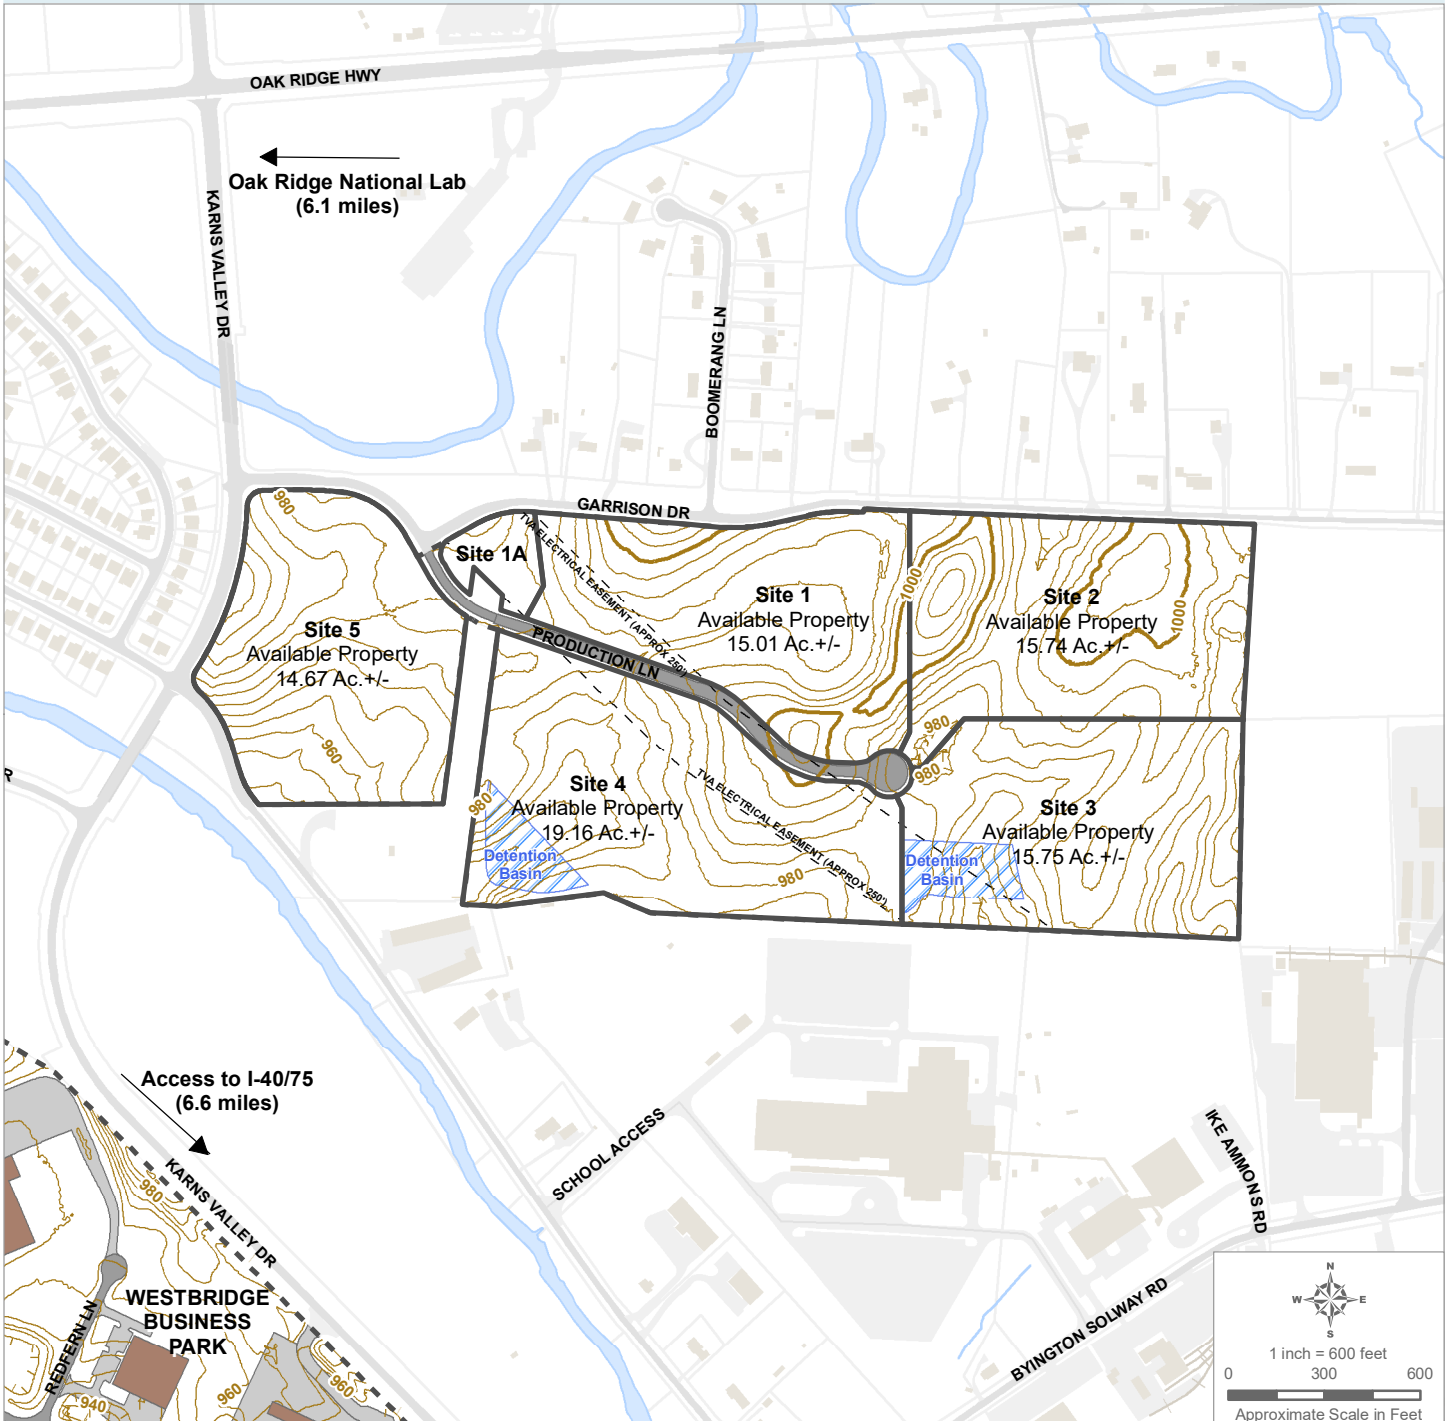 OAK RIDGE HWY
Oak Ridge National Lab
(6.1 miles)
KARNS VALLEY DR
BOOMERANG LN
GARRISON DR
980
TVA ELECTRICAL EASEMENT (APPROX 250')
Site 1A
Site 1
Available Property
15.01 Ac.+/-
1000
Site 2
Available Property
15.74 Ac.+/-
1000
Site 5
Available Property
14.67 Ac.+/-
960
PRODUCTION LN
980
980
Site 4
Available Property
19.16 Ac.+/-
980
Detention
Basin
TVA ELECTRICAL EASEMENT (APPROX 250')
980
Site 3
Available Property
15.75 Ac.+/-
Detention
Basin
R
Access to I-40/75
(6.6 miles)
KARNS VALLEY DR
980
SCHOOL ACCESS
IKE AMMONS RD
BYINGTON SOLWAY RD
WESTBRIDGE
BUSINESS
PARK
REDFERN LN
940
960
960
N
W E
S
1 inch = 600 feet
0 300 600
Approximate Scale in Feet